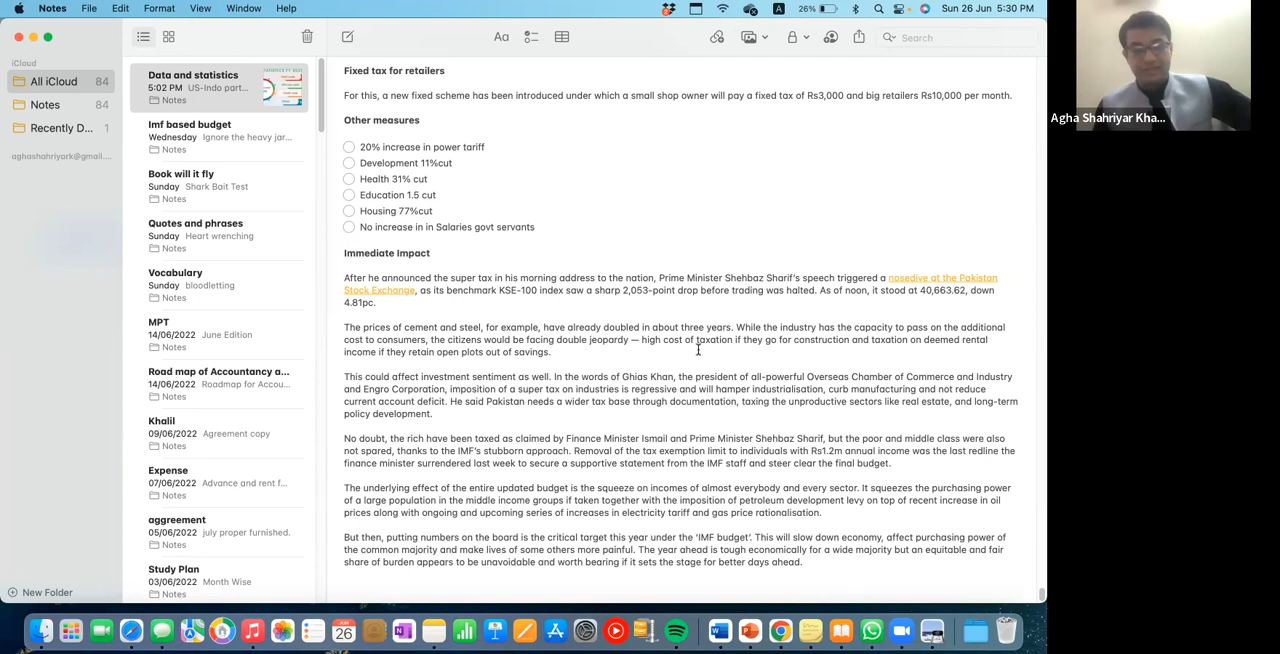 Notes File Edit Format View Window Help
26% Sun 26 Jun 5:30 PM
Search
iCloud
All iCloud 84
Notes 84
Recently D... 1
aghashahriyark@gmail....
New Folder
Data and statistics
5:02 PM US-Indo part...
Notes
Imf based budget
Wednesday Ignore the heavy jar...
Notes
Book will it fly
Sunday Shark Bait Test
Notes
Quotes and phrases
Sunday Heart wrenching
Notes
Vocabulary
Sunday bloodletting
Notes
MPT
14/06/2022 June Edition
Notes
Road map of Accountancy a...
14/06/2022 Roadmap for Accou...
Notes
Khalil
09/06/2022 Agreement copy
Notes
Expense
07/06/2022 Advance and rent f...
Notes
aggreement
05/06/2022 july proper furnished.
Notes
Study Plan
03/06/2022 Month Wise
Notes
Fixed tax for retailers
For this, a new fixed scheme has been introduced under which a small shop owner will pay a fixed tax of Rs3,000 and big retailers Rs10,000 per month.
Other measures
20% increase in power tariff
Development 11%cut
Health 31% cut
Education 1.5 cut
Housing 77%cut
No increase in in Salaries govt servants
Immediate Impact
After he announced the super tax in his morning address to the nation, Prime Minister Shehbaz Sharif's speech triggered a nosedive at the Pakistan
Stock Exchange, as its benchmark KSE-100 index saw a sharp 2,053-point drop before trading was halted. As of noon, it stood at 40,663.62, down
4.81pc.
The prices of cement and steel, for example, have already doubled in about three years. While the industry has the capacity to pass on the additional
cost to consumers, the citizens would be facing double jeopardy — high cost of taxation if they go for construction and taxation on deemed rental
income if they retain open plots out of savings.
This could affect investment sentiment as well. In the words of Ghias Khan, the president of all-powerful Overseas Chamber of Commerce and Industry
and Engro Corporation, imposition of a super tax on industries is regressive and will hamper industrialisation, curb manufacturing and not reduce
current account deficit. He said Pakistan needs a wider tax base through documentation, taxing the unproductive sectors like real estate, and long-term
policy development.
No doubt, the rich have been taxed as claimed by Finance Minister Ismail and Prime Minister Shehbaz Sharif, but the poor and middle class were also
not spared, thanks to the IMF's stubborn approach. Removal of the tax exemption limit to individuals with Rs1.2m annual income was the last redline the
finance minister surrendered last week to secure a supportive statement from the IMF staff and steer clear the final budget.
The underlying effect of the entire updated budget is the squeeze on incomes of almost everybody and every sector. It squeezes the purchasing power
of a large population in the middle income groups if taken together with the imposition of petroleum development levy on top of recent increase in oil
prices along with ongoing and upcoming series of increases in electricity tariff and gas price rationalisation.
But then, putting numbers on the board is the critical target this year under the 'IMF budget'. This will slow down economy, affect purchasing power of
the common majority and make lives of some others more painful. The year ahead is tough economically for a wide majority but an equitable and fair
share of burden appears to be unavoidable and worth bearing if it sets the stage for better days ahead.
Agha Shahriyar Kha...
JUN
26